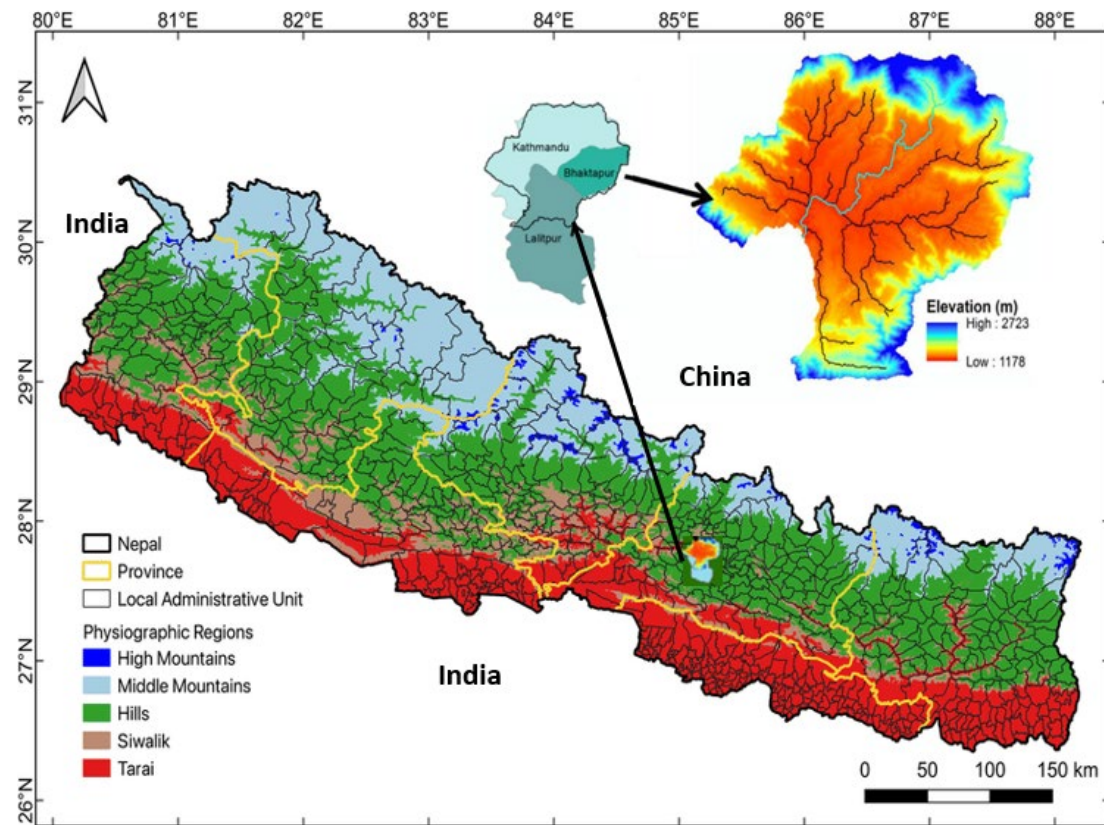 80°E 81°E 82°E 83°E 84°E 85°E 86°E 87°E 88°E
31°N
30°N
29°N
28°N
27°N
26°N
Kathmandu
Bhaktapur
Lalitpur
India
Elevation (m)
High : 2723
Low : 1178
China
India
Nepal
Province
Local Administrative Unit
Physiographic Regions
High Mountains
Middle Mountains
Hills
Siwalik
Tarai
0 50 100 150 km